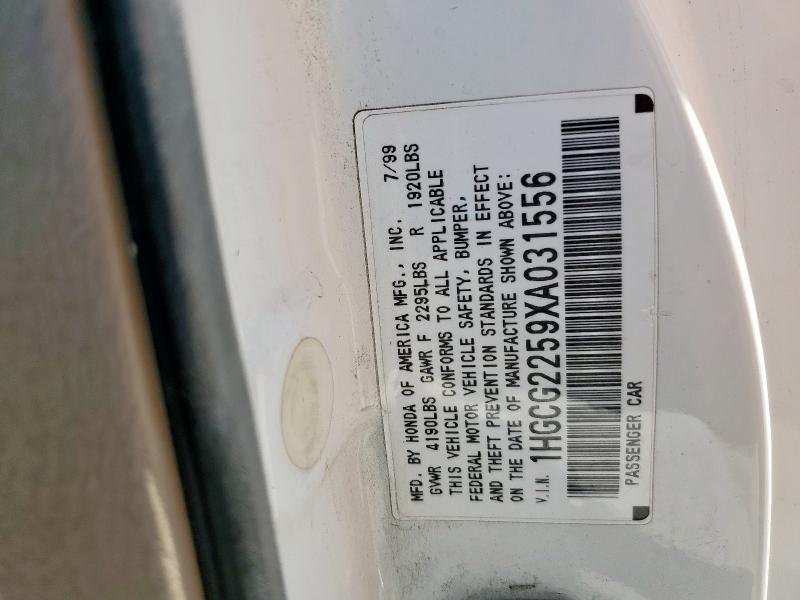 MFD. BY HONDA OF AMERICA MFG., INC. 7/99
GVWR 4190LBS GAWR F 2295LBS R 1920LBS
THIS VEHICLE CONFORMS TO ALL APPLICABLE
FEDERAL MOTOR VEHICLE SAFETY, BUMPER,
AND THEFT PREVENTION STANDARDS IN EFFECT
ON THE DATE OF MANUFACTURE SHOWN ABOVE:
V.I.N. 1HGCG2259XA031556
PASSENGER CAR